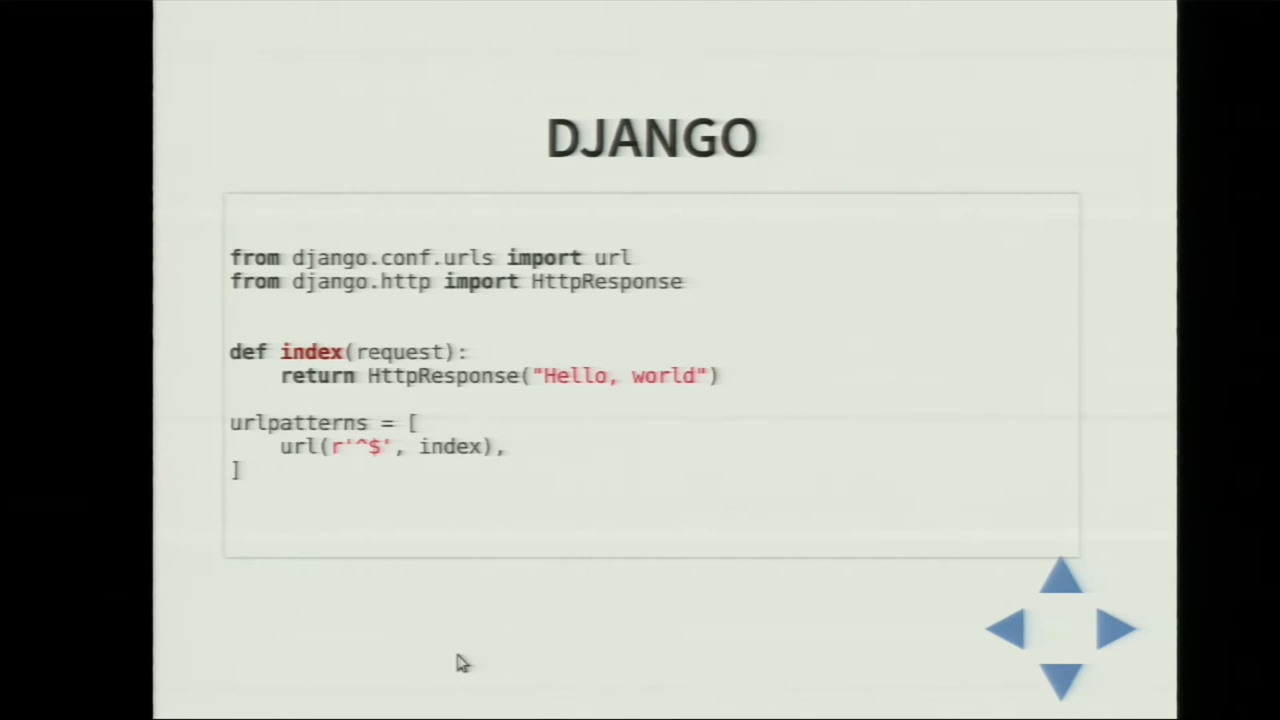 DJANGO
from django.conf.urls import url
from django.http import HttpResponse
def index(request):
    return HttpResponse("Hello, world")
urlpatterns = [
    url(r'^$', index),
]